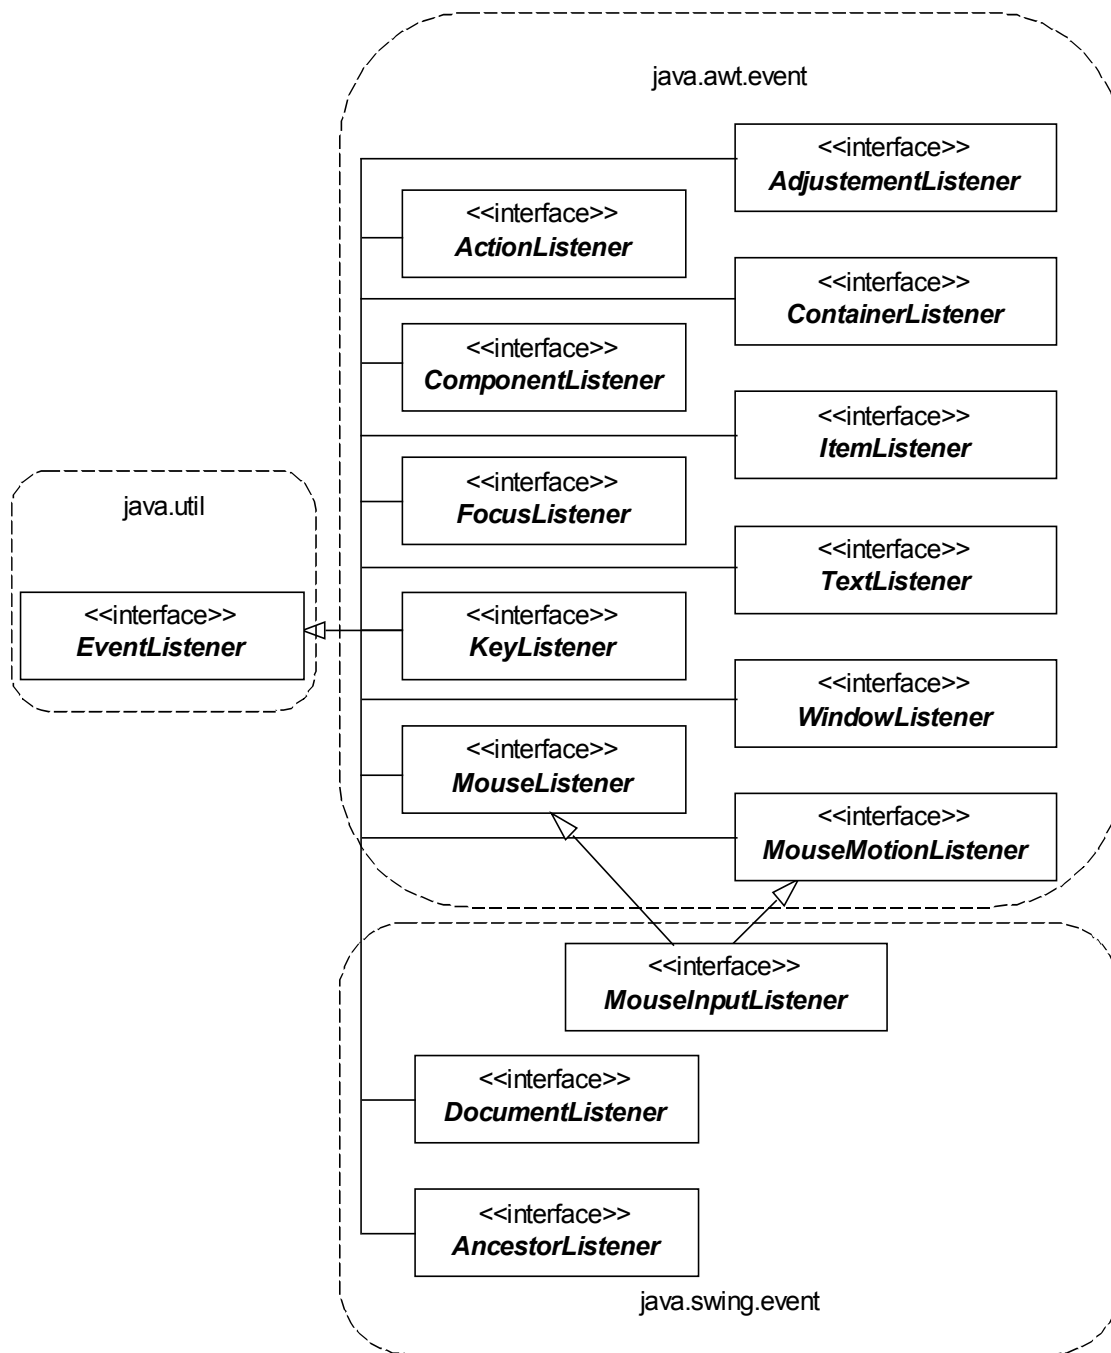 java.awt.event
<<interface>>
AdjustementListener
<<interface>>
ActionListener
<<interface>>
ContainerListener
<<interface>>
ComponentListener
<<interface>>
ItemListener
<<interface>>
FocusListener
java.util
<<interface>>
TextListener
<<interface>>
EventListener
<<interface>>
KeyListener
<<interface>>
WindowListener
<<interface>>
MouseListener
<<interface>>
MouseMotionListener
<<interface>>
MouseInputListener
<<interface>>
DocumentListener
<<interface>>
AncestorListener
java.swing.event